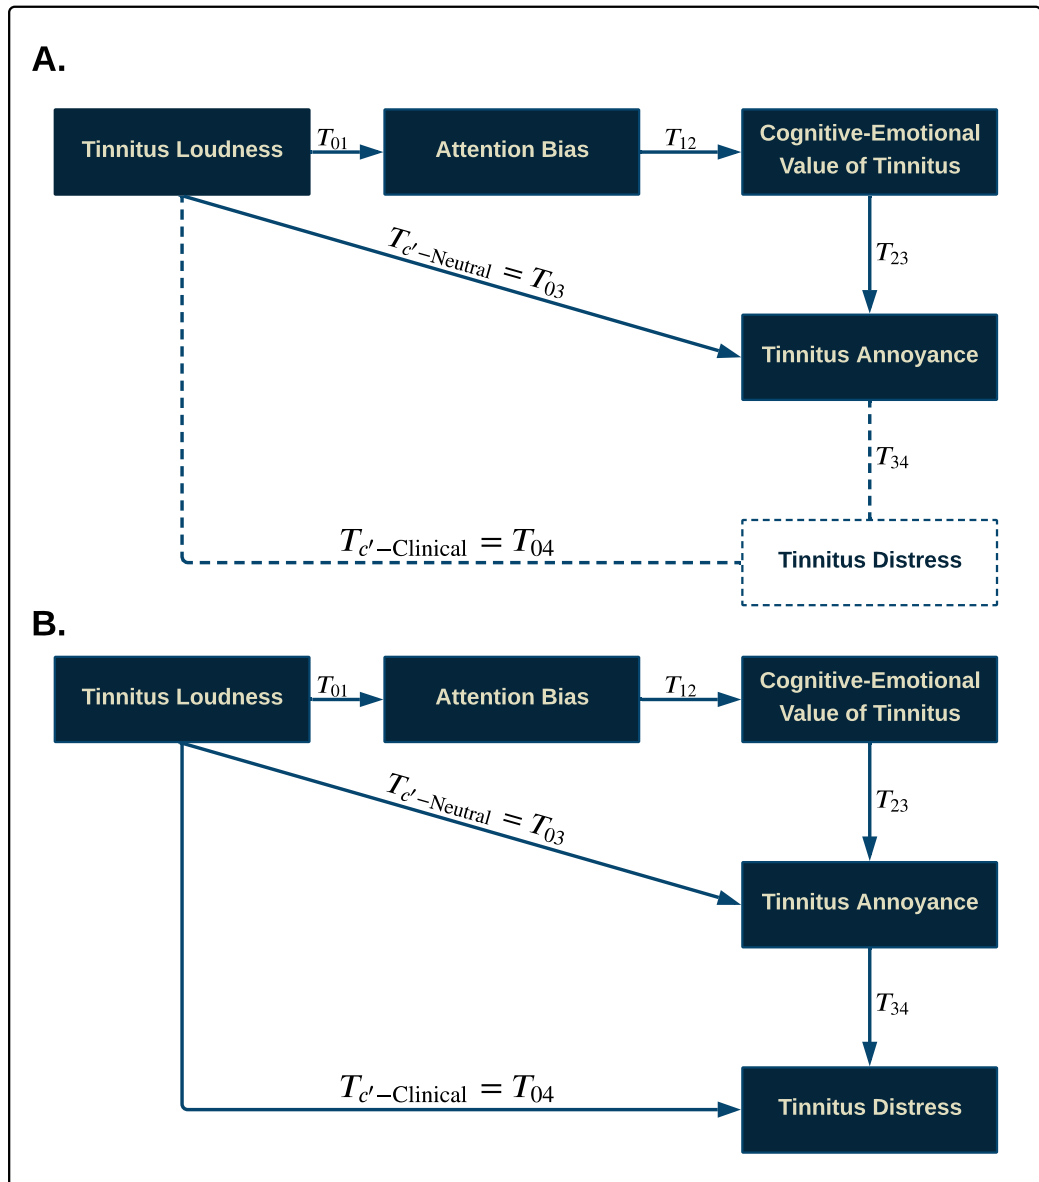 A.
Tinnitus Loudness
T01
Attention Bias
T12
Cognitive-Emotional
Value of Tinnitus
Tc′−Neutral = T03
T23
Tinnitus Annoyance
T34
Tc′−Clinical = T04
Tinnitus Distress
B.
Tinnitus Loudness
T01
Attention Bias
T12
Cognitive-Emotional
Value of Tinnitus
Tc′−Neutral = T03
T23
Tinnitus Annoyance
T34
Tc′−Clinical = T04
Tinnitus Distress